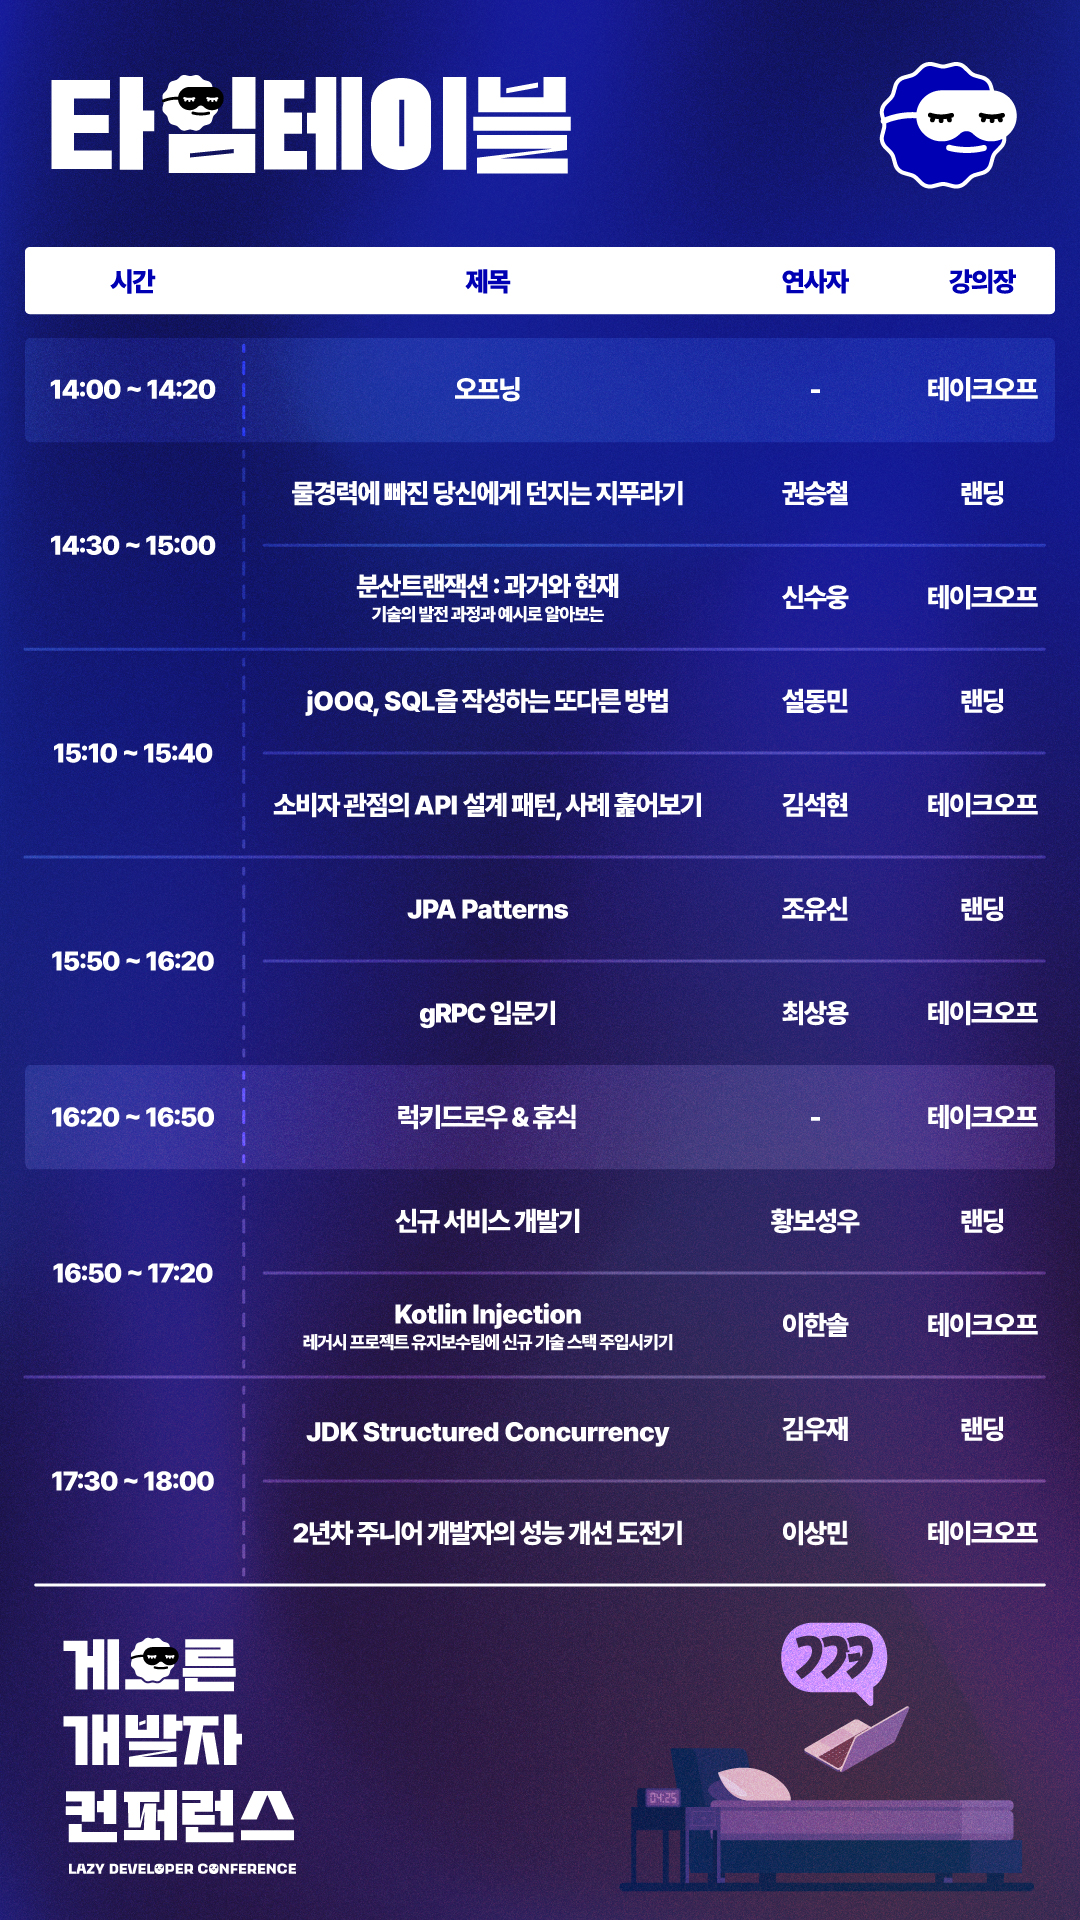 타임테이블
시간 제목 연사자 강의장
14:00 ~ 14:20 오프닝 - 테이크오프
14:30 ~ 15:00
물경력에 빠진 당신에게 던지는 지푸라기 권승철 랜딩
분산트랜잭션 : 과거와 현재
기술의 발전 과정과 예시로 알아보는
신수웅 테이크오프
15:10 ~ 15:40
jOOQ, SQL을 작성하는 또다른 방법 설동민 랜딩
소비자 관점의 API 설계 패턴, 사례 훑어보기 김석현 테이크오프
15:50 ~ 16:20
JPA Patterns 조유신 랜딩
gRPC 입문기 최상용 테이크오프
16:20 ~ 16:50 럭키드로우 & 휴식 - 테이크오프
16:50 ~ 17:20
신규 서비스 개발기 황보성우 랜딩
Kotlin Injection
레거시 프로젝트 유지보수팀에 신규 기술 스택 주입시키기
이한솔 테이크오프
17:30 ~ 18:00
JDK Structured Concurrency 김우재 랜딩
2년차 주니어 개발자의 성능 개선 도전기 이상민 테이크오프
게으른
개발자
컨퍼런스
LAZY DEVELOPER CONFERENCE
ㄱㄱㅋ
04:25